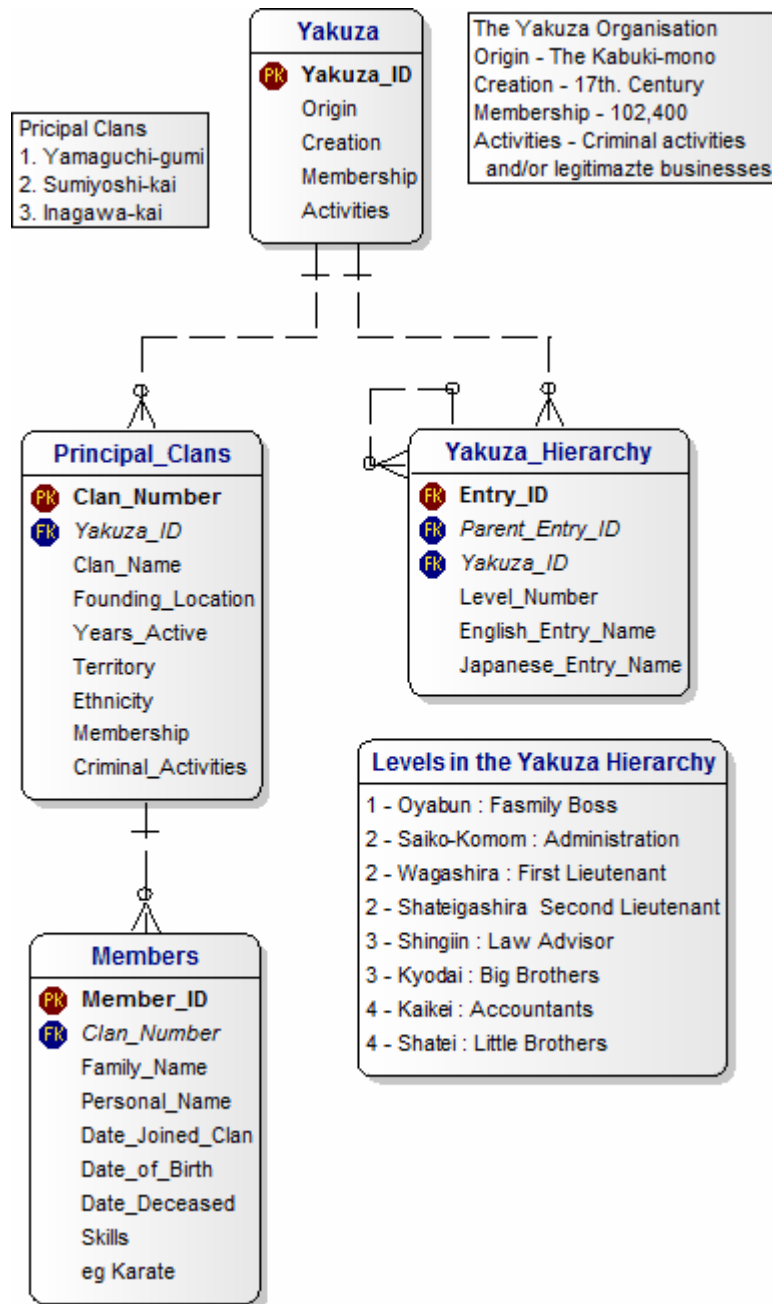 Yakuza
PK Yakuza_ID
Origin
Creation
Membership
Activities
The Yakuza Organisation
Origin - The Kabuki-mono
Creation - 17th. Century
Membership - 102,400
Activities - Criminal activities
and/or legitimazte businesses
Pricipal Clans
1. Yamaguchi-gumi
2. Sumiyoshi-kai
3. Inagawa-kai
Principal_Clans
PK Clan_Number
FK Yakuza_ID
Clan_Name
Founding_Location
Years_Active
Territory
Ethnicity
Membership
Criminal_Activities
Yakuza_Hierarchy
FK Entry_ID
FK Parent_Entry_ID
FK Yakuza_ID
Level_Number
English_Entry_Name
Japanese_Entry_Name
Levels in the Yakuza Hierarchy
1 - Oyabun : Fasmily Boss
2 - Saiko-Komom : Administration
2 - Wagashira : First Lieutenant
2 - Shateigashira Second Lieutenant
3 - Shingiin : Law Advisor
3 - Kyodai : Big Brothers
4 - Kaikei : Accountants
4 - Shatei : Little Brothers
Members
PK Member_ID
FK Clan_Number
Family_Name
Personal_Name
Date_Joined_Clan
Date_of_Birth
Date_Deceased
Skills
eg Karate